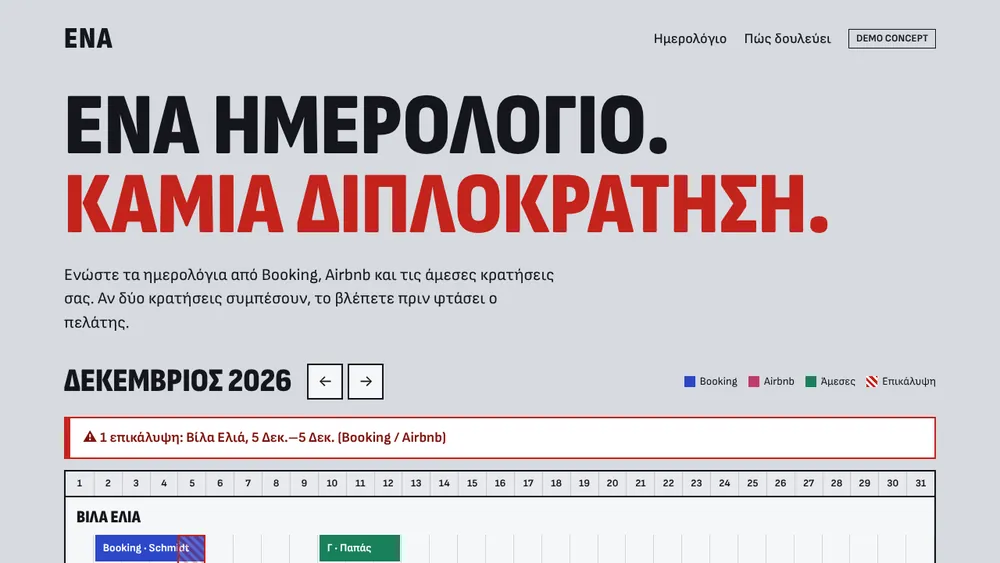 ΕΝΑ
Ημερολόγιο Πώς δουλεύει DEMO CONCEPT
ΕΝΑ ΗΜΕΡΟΛΟΓΙΟ.
ΚΑΜΙΑ ΔΙΠΛΟΚΡΑΤΗΣΗ.
Ενώστε τα ημερολόγια από Booking, Airbnb και τις άμεσες κρατήσεις
σας. Αν δύο κρατήσεις συμπέσουν, το βλέπετε πριν φτάσει ο
πελάτης.
ΔΕΚΕΜΒΡΙΟΣ 2026 ← →
Booking Airbnb Άμεσες Επικάλυψη
⚠ 1 επικάλυψη: Βίλα Ελιά, 5 Δεκ.–5 Δεκ. (Booking / Airbnb)
1 2 3 4 5 6 7 8 9 10 11 12 13 14 15 16 17 18 19 20 21 22 23 24 25 26 27 28 29 30 31
ΒΙΛΑ ΕΛΙΑ
Booking · Schmidt Γ · Παπάς